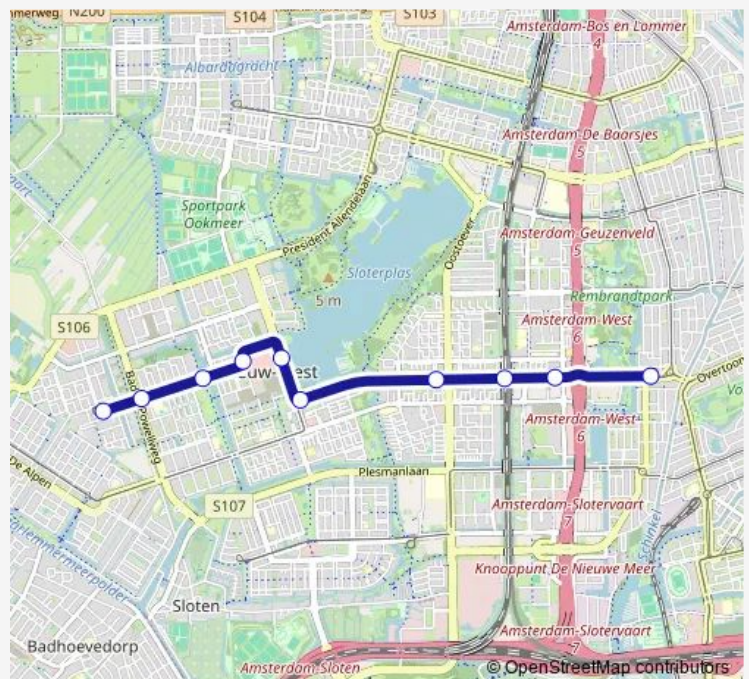 N200
S104
S103
Amsterdam-Bos en Lommer
4
Albardagracht
Amsterdam-De Baarsjes
5
Sportpark
Ookmeer
President Allendelaan
Oostoever
Amsterdam-Geuzenveld
5
Sloterplas
5 m
Rembrandtpark
S106
Amsterdam-West
6
Overtoom
Plesmanlaan
Amsterdam-West
6
De Alpen
S107
Amsterdam-Slotervaart
7
Schinkel
Knooppunt De Nieuwe Meer
Sloten
Amsterdam-Slotervaart
7
Badhoevedorp
Amsterdam-Sloten
© OpenStreetMap contributors